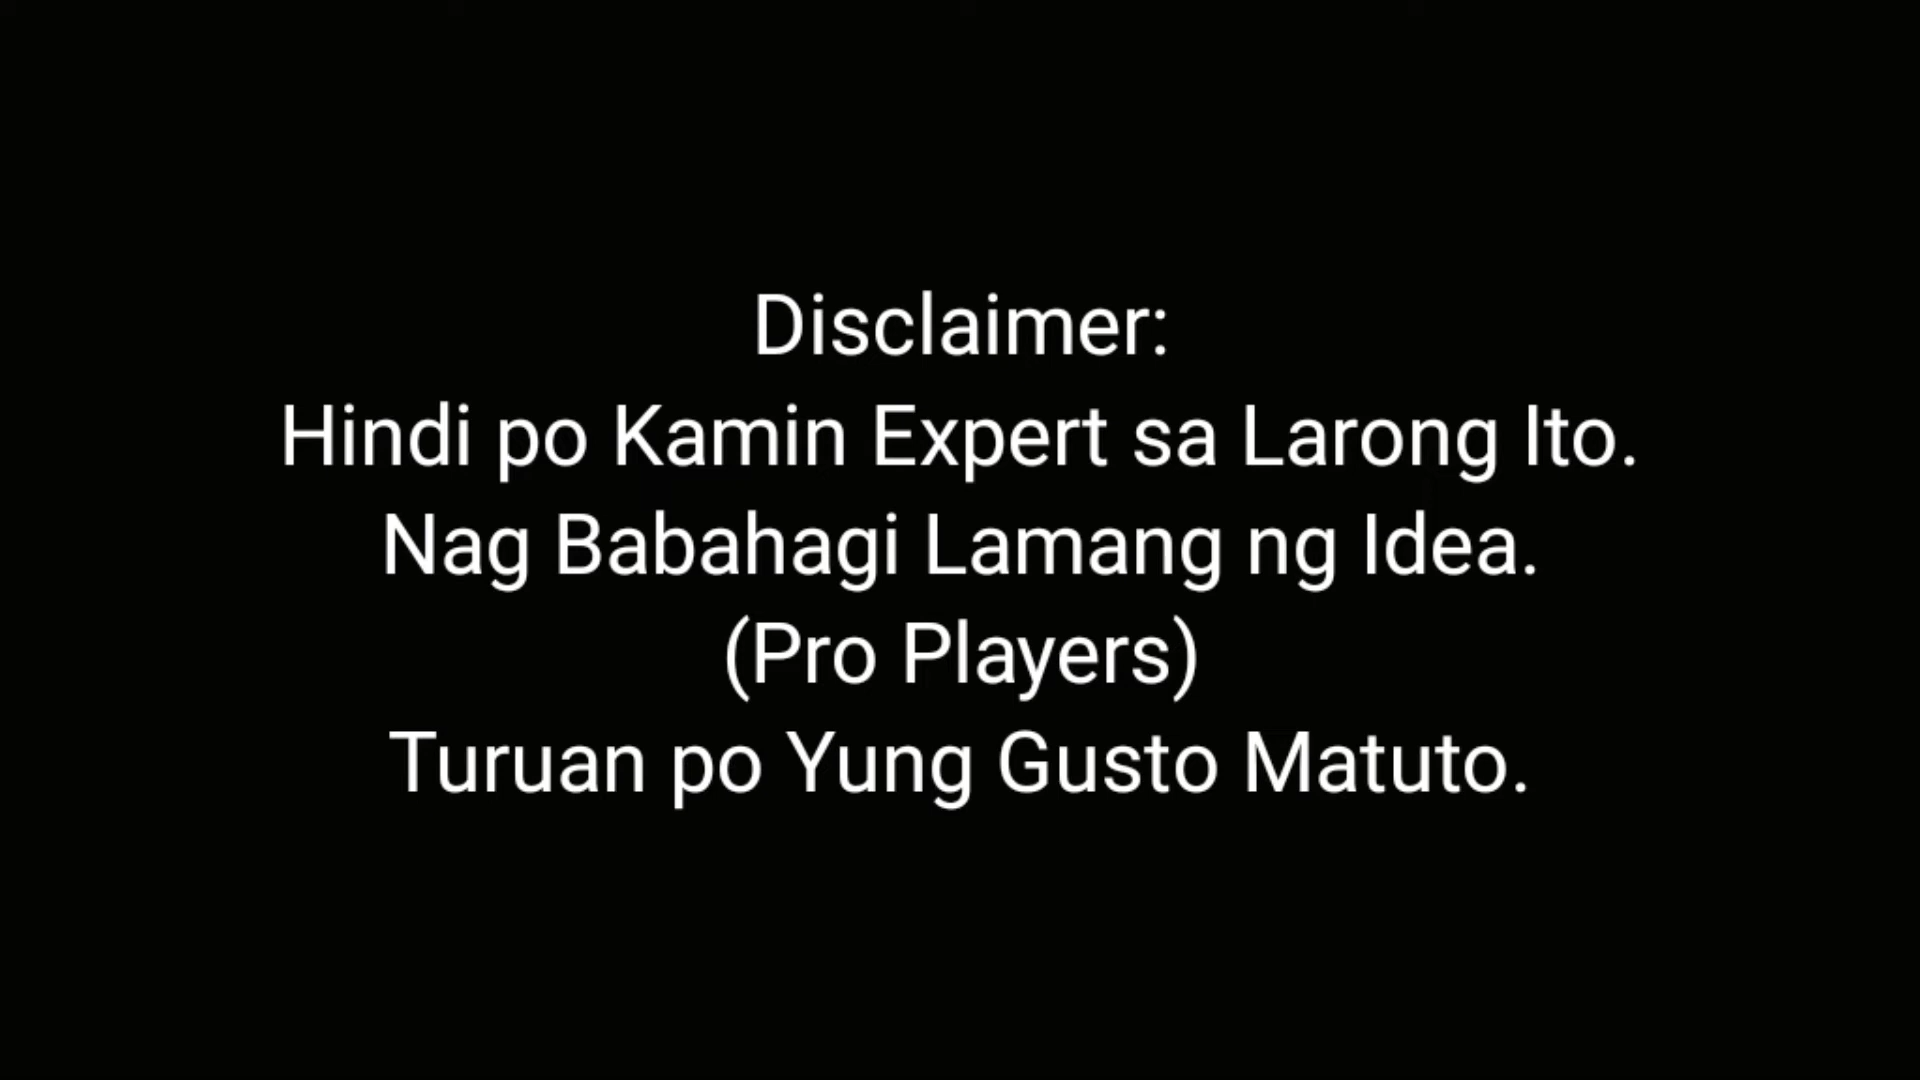 Disclaimer:
Hindi po Kamin Expert sa Larong Ito.
Nag Babahagi Lamang ng Idea.
(Pro Players)
Turuan po Yung Gusto Matuto.